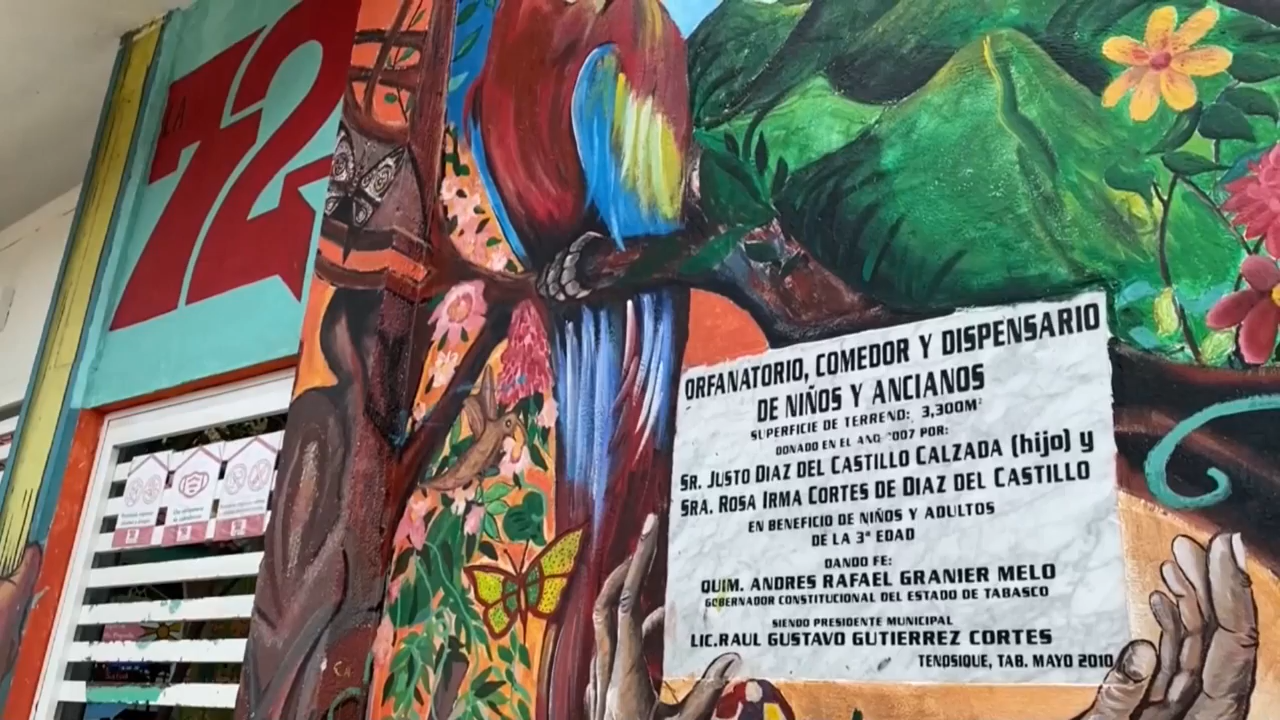 LA
72
ORFANATORIO, COMEDOR Y DISPENSARIO
DE NIÑOS Y ANCIANOS
SUPERFICIE DE TERRENO: 3,300M²
DONADO EN EL AÑO 2007 POR:
SR. JUSTO DIAZ DEL CASTILLO CALZADA (hijo) y
SRA. ROSA IRMA CORTES DE DIAZ DEL CASTILLO
EN BENEFICIO DE NIÑOS Y ADULTOS
DE LA 3ª EDAD
DANDO FE:
QUIM. ANDRES RAFAEL GRANIER MELO
GOBERNADOR CONSTITUCIONAL DEL ESTADO DE TABASCO
SIENDO PRESIDENTE MUNICIPAL
LIC.RAUL GUSTAVO GUTIERREZ CORTES
TENOSIQUE, TAB. MAYO 2010